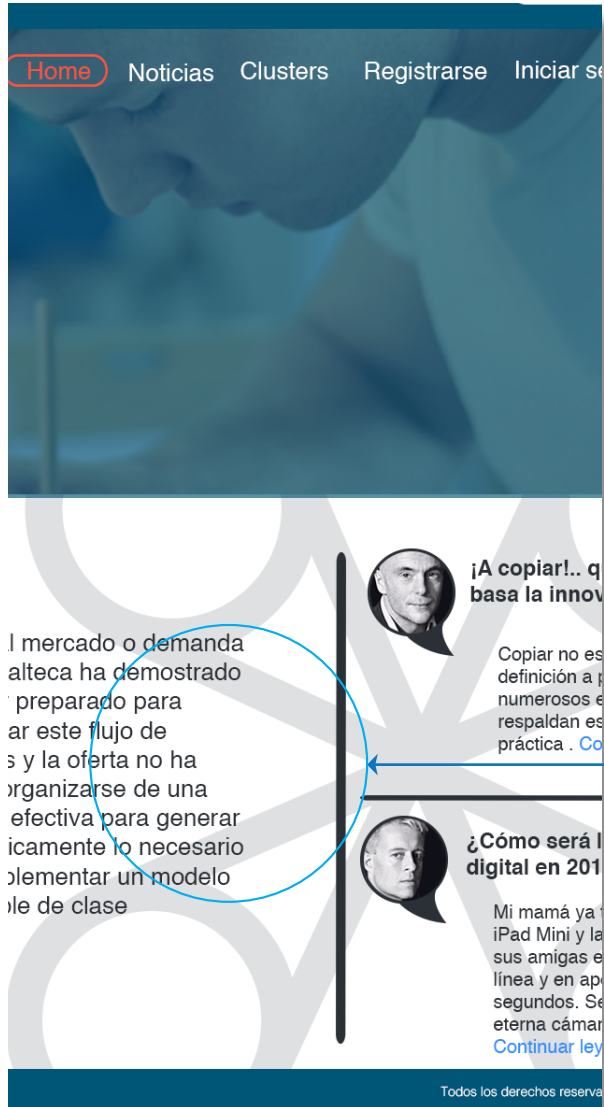 Home Noticias Clusters Registrarse Iniciar se
l mercado o demanda
alteca ha demostrado
preparado para
ar este flujo de
s y la oferta no ha
organizarse de una
efectiva para generar
icamente lo necesario
plementar un modelo
ble de clase
¡A copiar!.. q
basa la innov
Copiar no es
definición a p
numerosos e
respaldan es
práctica . Co
¿Cómo será l
digital en 201
Mi mamá ya t
iPad Mini y la
sus amigas e
línea y en ap
segundos. Se
eterna cámar
Continuar ley
Todos los derechos reserva